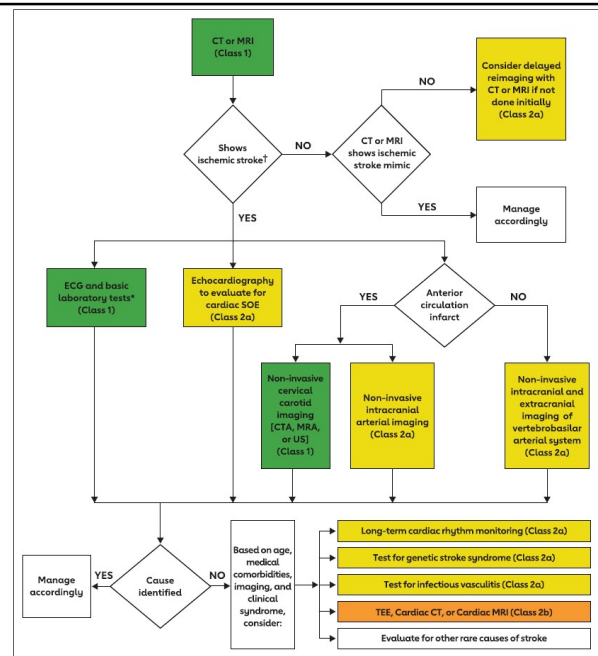 CT or MRI
(Class 1)
Consider delayed
reimaging with
CT or MRI if not
done initially
(Class 2a)
NO
Shows
ischemic stroke†
NO
CT or MRI
shows ischemic
stroke mimic
YES
Manage
accordingly
YES
ECG and basic
laboratory tests*
(Class 1)
Echocardiography
to evaluate for
cardiac SOE
(Class 2a)
YES
Anterior
circulation
infarct
NO
Non-invasive
cervical
carotid
imaging
[CTA, MRA,
or US]
(Class 1)
Non-invasive
intracranial
arterial imaging
(Class 2a)
Non-invasive
intracranial and
extracranial
imaging of
vertebrobasilar
arterial system
(Class 2a)
Manage
accordingly
YES
Cause
identified
NO
Based on age,
medical
comorbidities,
imaging, and
clinical
syndrome,
consider:
Long-term cardiac rhythm monitoring (Class 2a)
Test for genetic stroke syndrome (Class 2a)
Test for infectious vasculitis (Class 2a)
TEE, Cardiac CT, or Cardiac MRI (Class 2b)
Evaluate for other rare causes of stroke